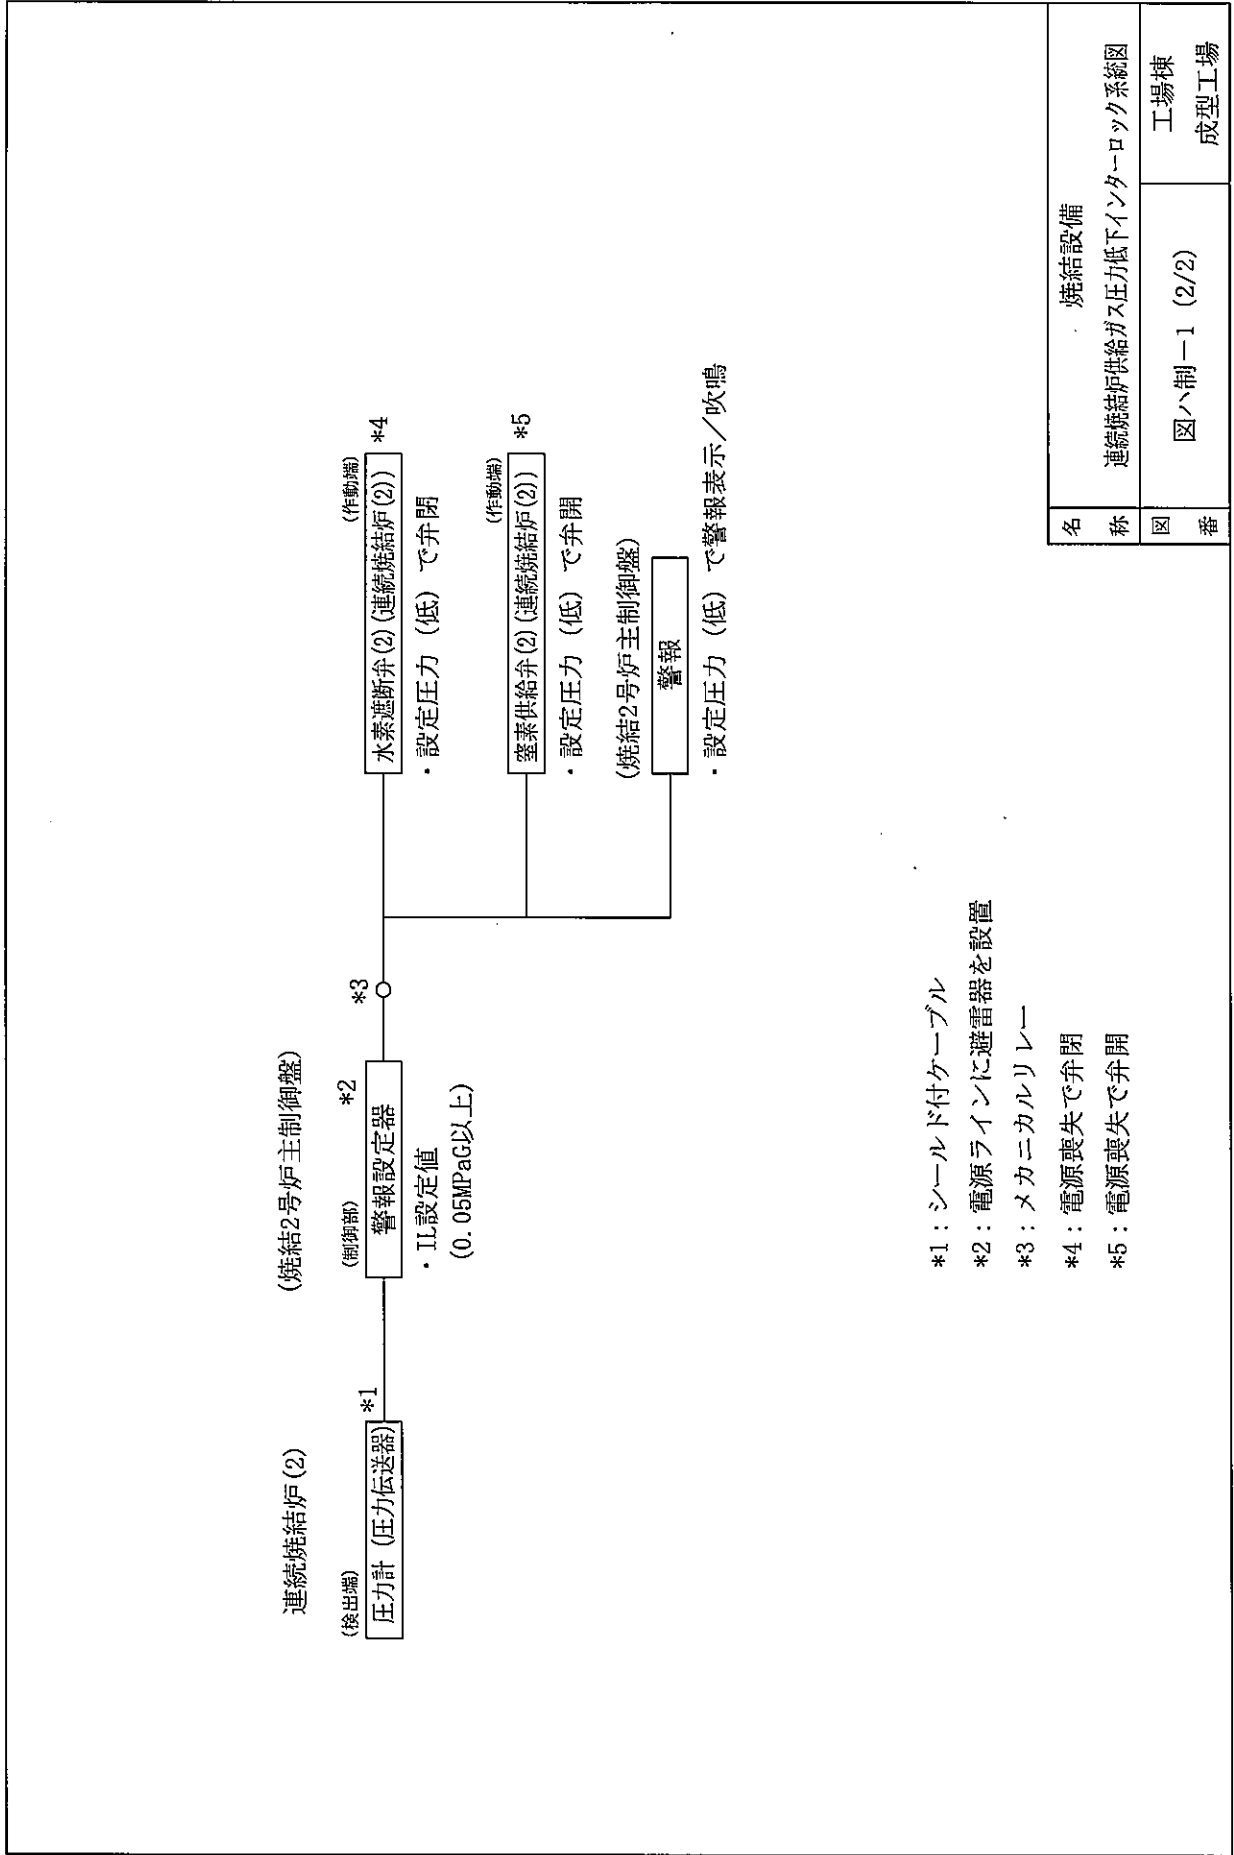 連続焼結炉(2)
(検出端)
圧力計 (圧力伝送器)
*1
(焼結2号炉主制御盤)
(制御部)
*2
警報設定器
・IL設定値
(0.05MPaG以上)
*3
(作動端)
水素遮断弁(2)(連続焼結炉(2))
*4
・設定圧力 (低) で弁閉
(作動端)
窒素供給弁(2)(連続焼結炉(2))
*5
・設定圧力 (低) で弁開
(焼結2号炉主制御盤)
警報
・設定圧力 (低) で警報表示/吹鳴
*1：シールド付ケーブル
*2：電源ラインに避雷器を設置
*3：メカニカルリレー
*4：電源喪失で弁閉
*5：電源喪失で弁開
名称
焼結設備
連続焼結炉供給ガス圧力低下インターロック系統図
図番
図ハ制－1 (2/2)
工場棟
成型工場